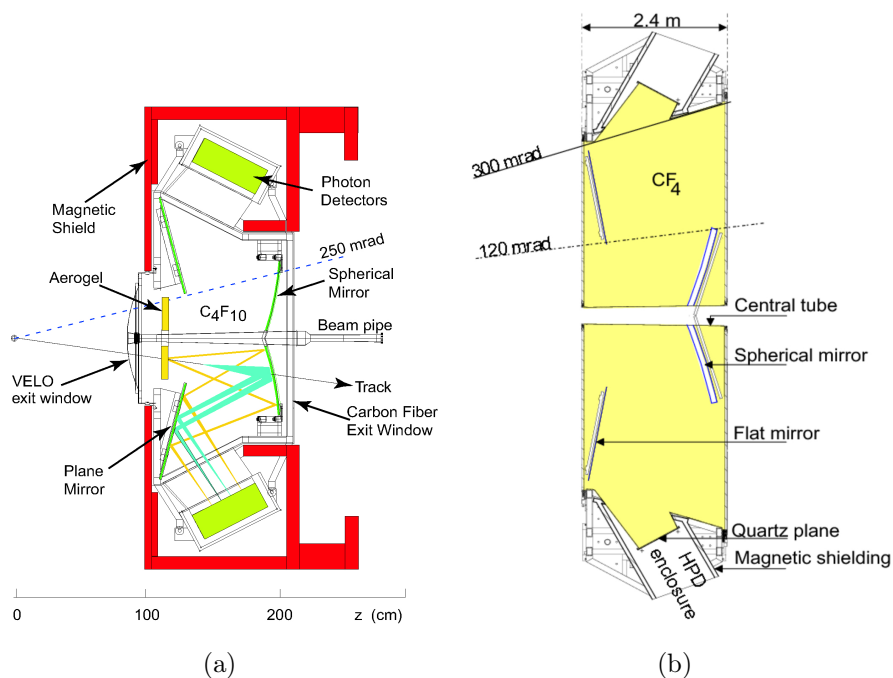 Magnetic
Shield
Aerogel
VELO
exit window
Plane
Mirror
C4F10
Photon
Detectors
250 mrad
Spherical
Mirror
Beam pipe
Track
Carbon Fiber
Exit Window
0
100
200
z (cm)
(a)
2.4 m
300 mrad
CF4
120 mrad
Central tube
Spherical mirror
Flat mirror
Quartz plane
Magnetic shielding
HPD
enclosure
(b)